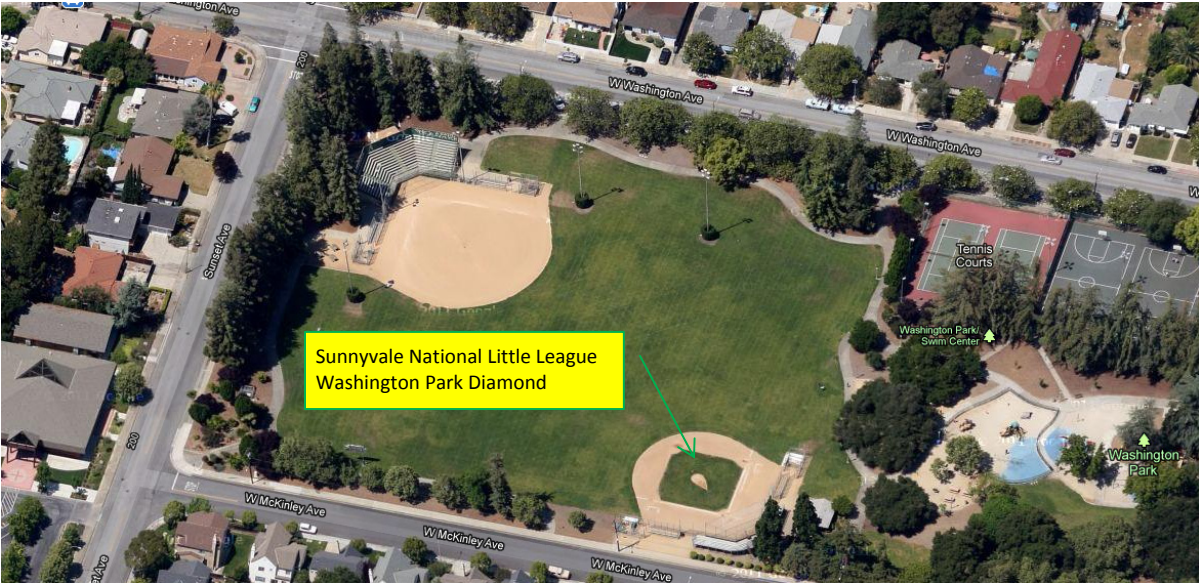 Washington Ave
200
W Washington Ave
W Washington Ave
Sunset Ave
Tennis
Courts
Washington Park/
Swim Center
Sunnyvale National Little League
Washington Park Diamond
Washington
Park
200
W McKinley Ave
W McKinley Ave
W McKinley Ave